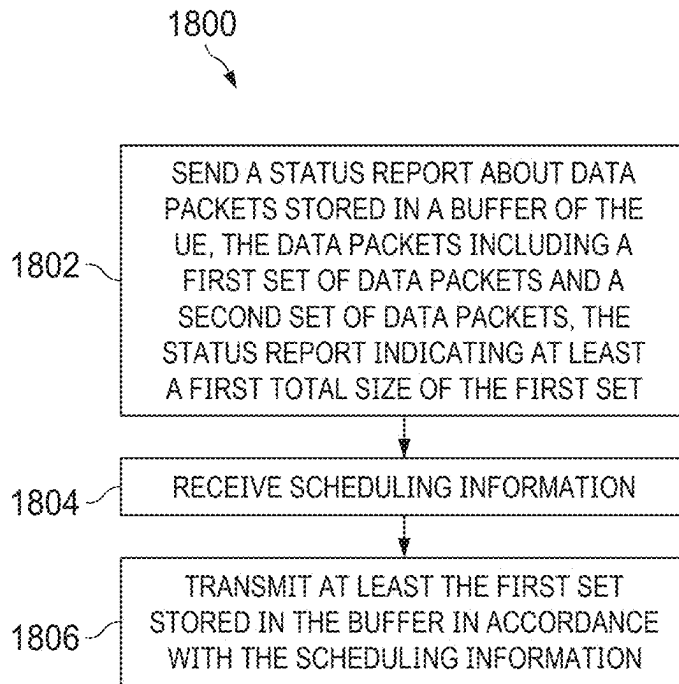 1800
1802
SEND A STATUS REPORT ABOUT DATA
PACKETS STORED IN A BUFFER OF THE
UE, THE DATA PACKETS INCLUDING A
FIRST SET OF DATA PACKETS AND A
SECOND SET OF DATA PACKETS, THE
STATUS REPORT INDICATING AT LEAST
A FIRST TOTAL SIZE OF THE FIRST SET
1804
RECEIVE SCHEDULING INFORMATION
1806
TRANSMIT AT LEAST THE FIRST SET
STORED IN THE BUFFER IN ACCORDANCE
WITH THE SCHEDULING INFORMATION